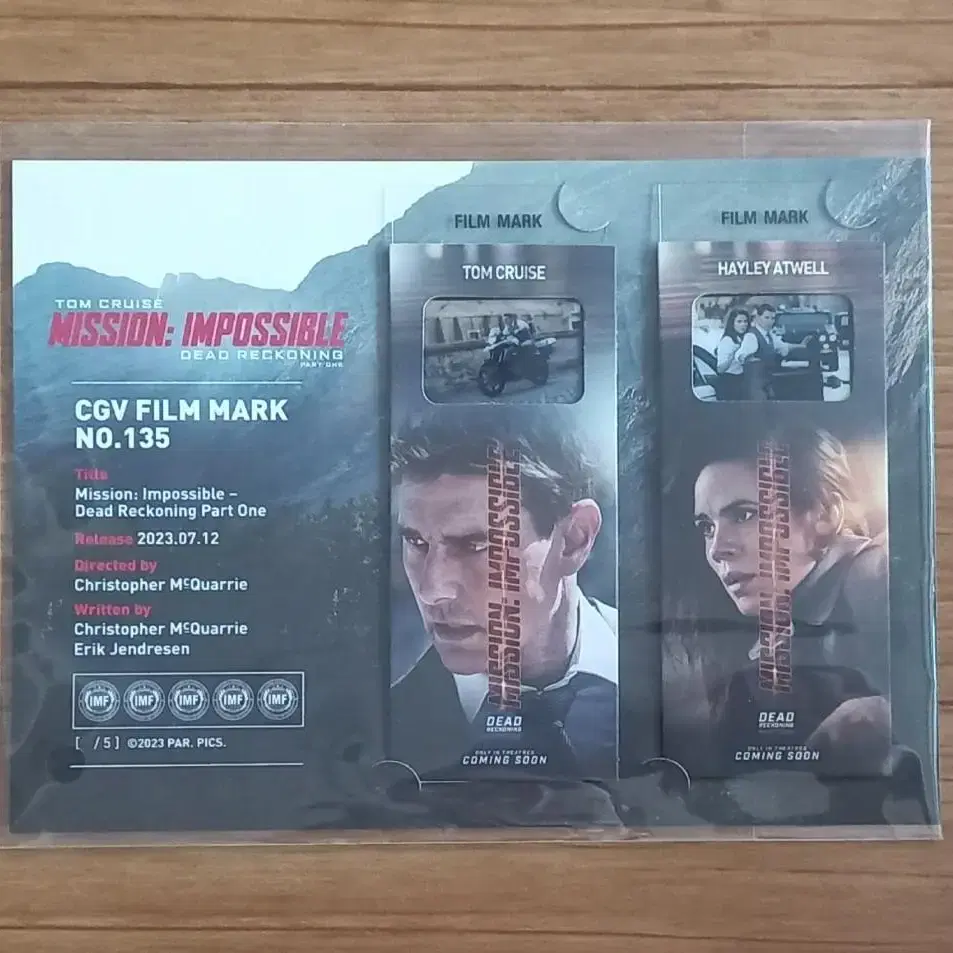 TOM CRUISE
MISSION: IMPOSSIBLE
DEAD RECKONING
PART ONE
CGV FILM MARK
NO.135
Title
Mission: Impossible –
Dead Reckoning Part One
Release 2023.07.12
Directed by
Christopher McQuarrie
Written by
Christopher McQuarrie
Erik Jendresen
IMF IMF IMF IMF IMF
[ /5] ©2023 PAR. PICS.
FILM MARK
TOM CRUISE
MISSION: IMPOSSIBLE
DEAD
RECKONING
ONLY IN THEATRES
COMING SOON
FILM MARK
HAYLEY ATWELL
MISSION: IMPOSSIBLE
DEAD
RECKONING
ONLY IN THEATRES
COMING SOON